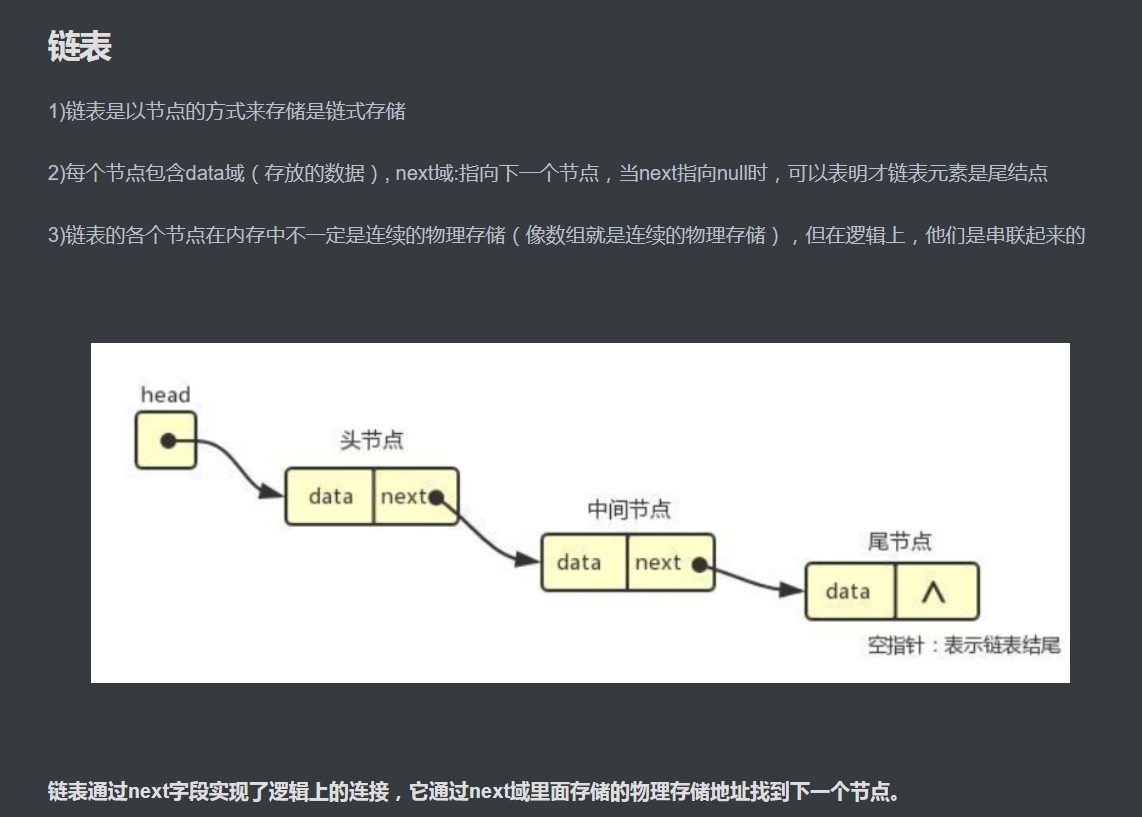 链表
1)链表是以节点的方式来存储是链式存储
2)每个节点包含data域（存放的数据）, next域:指向下一个节点，当next指向null时，可以表明才链表元素是尾结点
3)链表的各个节点在内存中不一定是连续的物理存储（像数组就是连续的物理存储），但在逻辑上，他们是串联起来的
head
头节点
data next
中间节点
data next
尾节点
data ∧
空指针：表示链表结尾
链表通过next字段实现了逻辑上的连接，它通过next域里面存储的物理存储地址找到下一个节点。